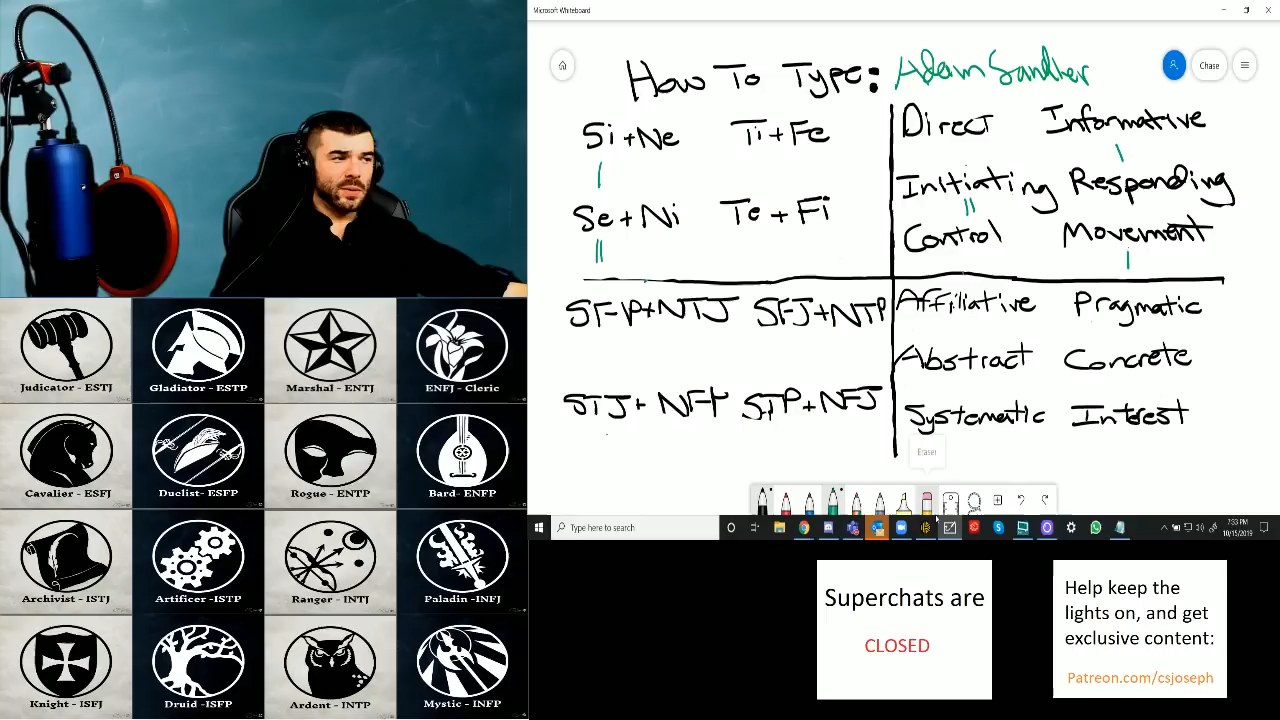 Microsoft Whiteboard
How To Type: Adam Sandler
Chase
Si+Ne Ti+Fe
Se+Ni Te+Fi
Direct Informative
Initiating Responding
Control Movement
SFP+NTJ SFJ+NTP
STJ+NFP STP+NFJ
Affiliative Pragmatic
Abstract Concrete
Systematic Interest
Eraser
Type here to search
7:33 PM
10/15/2019
Judicator - ESTJ
Gladiator - ESTP
Marshal - ENTJ
ENFJ - Cleric
Cavalier - ESFJ
Duelist- ESFP
Rogue - ENTP
Bard- ENFP
Archivist - ISTJ
Artificer -ISTP
Ranger - INTJ
Paladin -INFJ
Knight - ISFJ
Druid -ISFP
Ardent - INTP
Mystic - INFP
Superchats are
CLOSED
Help keep the
lights on, and get
exclusive content:
Patreon.com/csjoseph